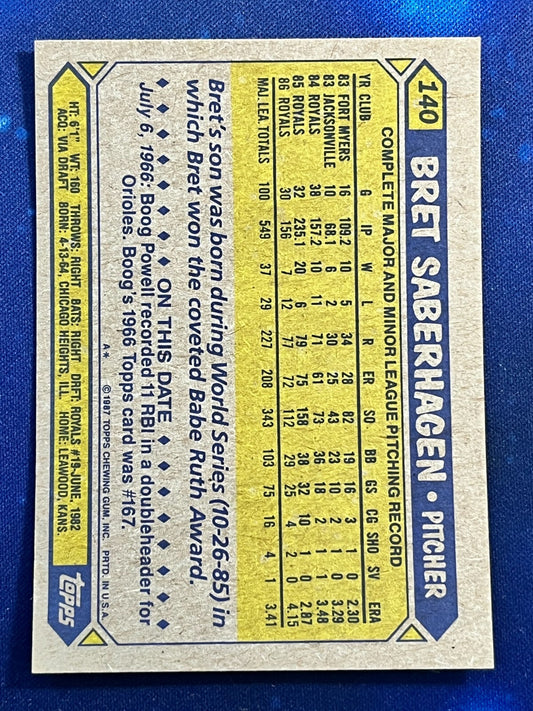 140 BRET SABERHAGEN • PITCHER
COMPLETE MAJOR AND MINOR LEAGUE PITCHING RECORD
YR CLUB G IP W L R ER SO BB GS CG SHO SV ERA
83 FORT MYERS 16 109.2 10 5 34 28 82 19 16 3 1 0 2.30
83 JACKSONVILLE 10 68.1 6 2 30 25 43 16 10 2 1 0 3.29
84 ROYALS 38 157.2 10 11 71 61 73 36 18 2 1 1 3.48
85 ROYALS 32 235.1 20 6 79 75 158 38 32 10 1 0 2.87
86 ROYALS 30 156 7 12 77 72 112 29 25 4 2 0 4.15
MAJ. LEA. TOTALS 100 549 37 29 227 208 343 103 75 16 4 1 3.41
Bret's son was born during World Series (10-26-85) in
which Bret won the coveted Babe Ruth Award.
♦ ♦ ♦ ♦ ♦ ♦ ON THIS DATE ♦ ♦ ♦ ♦ ♦ ♦
July 6, 1966: Boog Powell recorded 11 RBI in a doubleheader for
Orioles. Boog's 1966 Topps card was #167.
A* ©1987 TOPPS CHEWING GUM, INC. PRTD. IN U.S.A.
HT: 6'1" WT: 160 THROWS: RIGHT BATS: RIGHT DRFT: ROYALS #19-JUNE, 1982
ACQ: VIA DRAFT BORN: 4-13-64, CHICAGO HEIGHTS, ILL. HOME: LEAWOOD, KANS.
topps